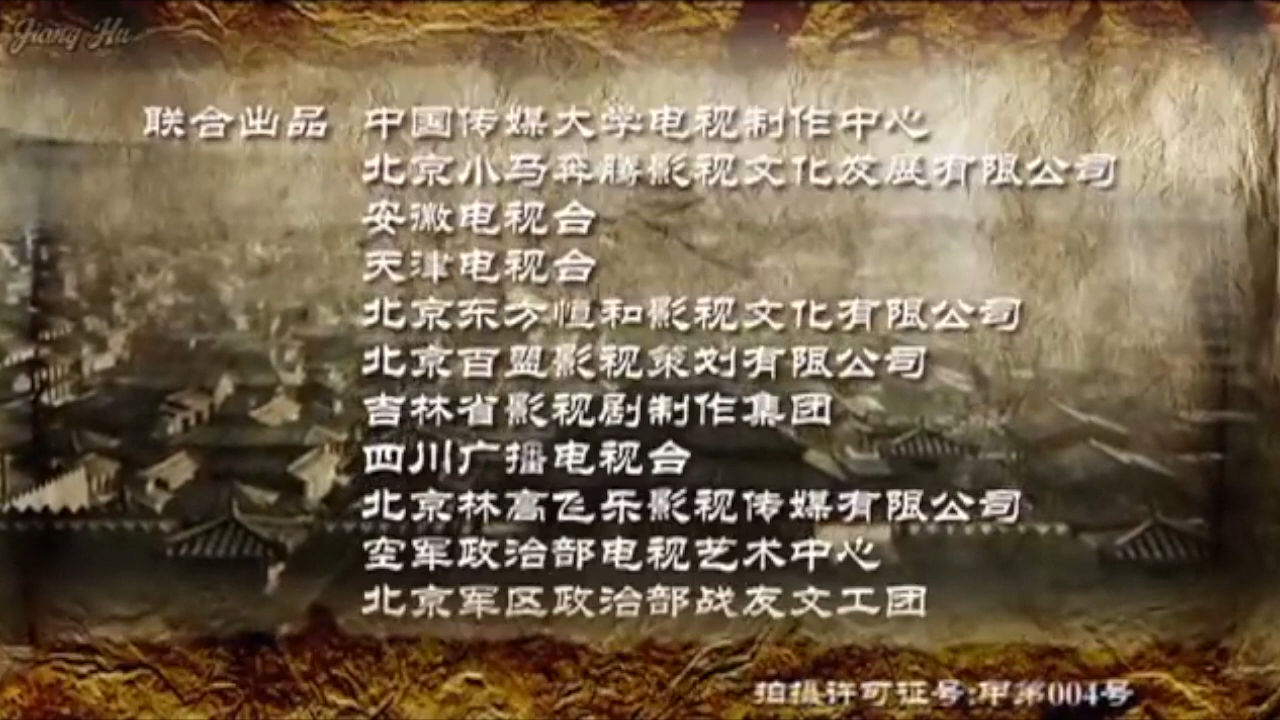 Jiang Hu
联合出品 中国传媒大学电视制作中心
北京小马奔腾影视文化发展有限公司
安徽电视台
天津电视台
北京东方恒和影视文化有限公司
北京百盟影视策划有限公司
吉林省影视剧制作集团
四川广播电视台
北京林高飞乐影视传媒有限公司
空军政治部电视艺术中心
北京军区政治部战友文工团
拍摄许可证号:甲第004号